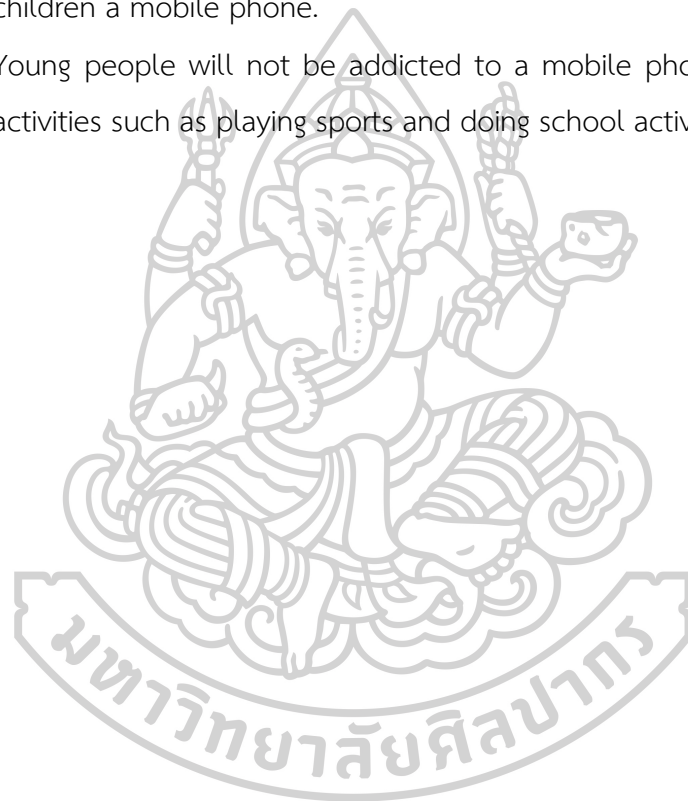 children a mobile phone.
Young people will not be addicted to a mobile pho
activities such as playing sports and doing school activ
มหาวิทยาลัยศิลปากร